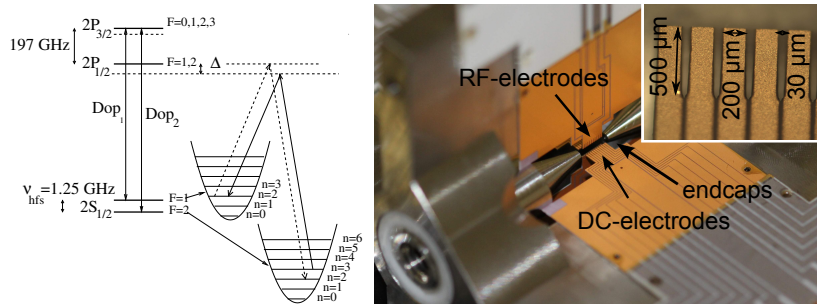 2P3/2
F=0,1,2,3
197 GHz
2P1/2
F=1,2
Δ
Dop1
Dop2
νhfs=1.25 GHz
2S1/2
F=1
F=2
n=3
n=2
n=1
n=0
n=6
n=5
n=4
n=3
n=2
n=1
n=0
RF-electrodes
endcaps
DC-electrodes
500 μm
200 μm
30 μm